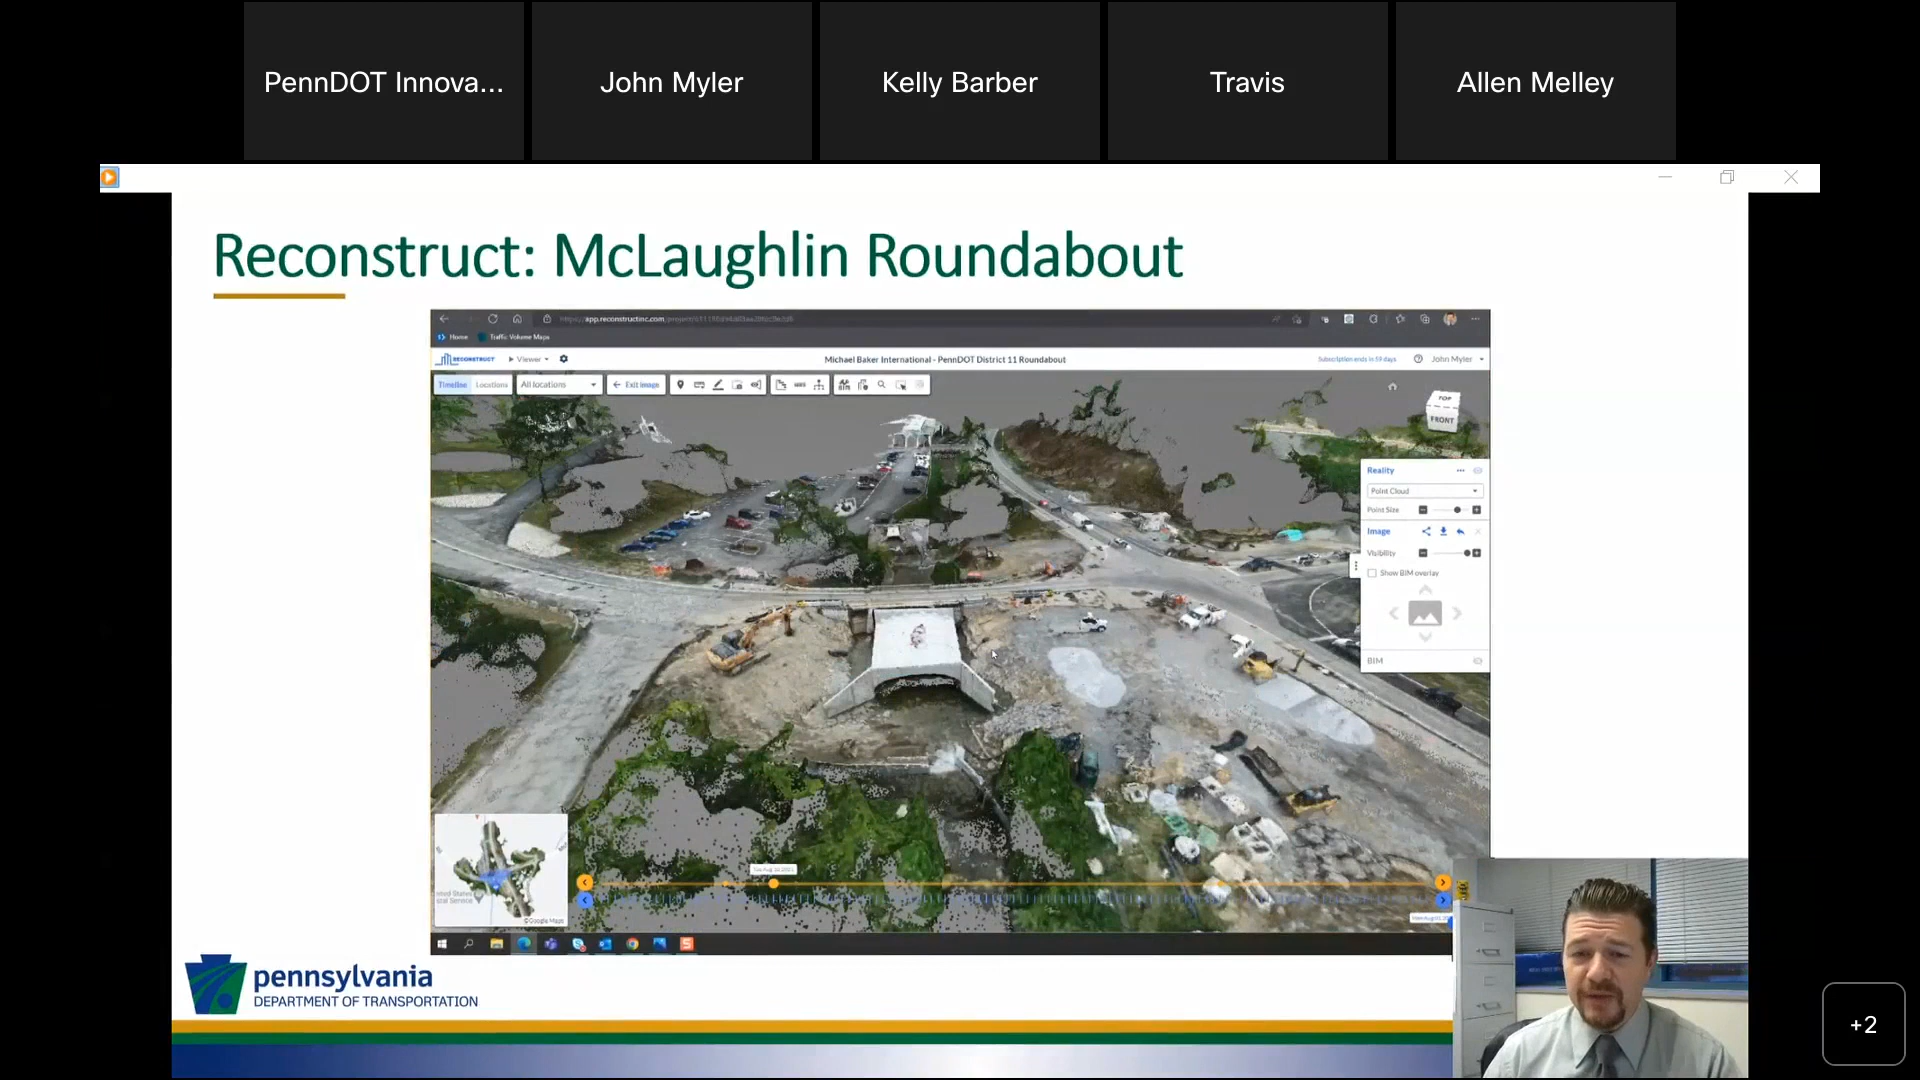 PennDOT Innova...
John Myler
Kelly Barber
Travis
Allen Melley
Reconstruct: McLaughlin Roundabout
Home
Traffic Volume Maps
RECONSTRUCT
Viewer
Michael Baker International - PennDOT District 11 Roundabout
Subscription ends in 59 days
John Myler
Timeline
Locations
All locations
Exit image
TOP
FRONT
Reality
Point Cloud
Point Size
Image
Visibility
Show BIM overlay
BIM
© Google Maps
pennsylvania
DEPARTMENT OF TRANSPORTATION
+2